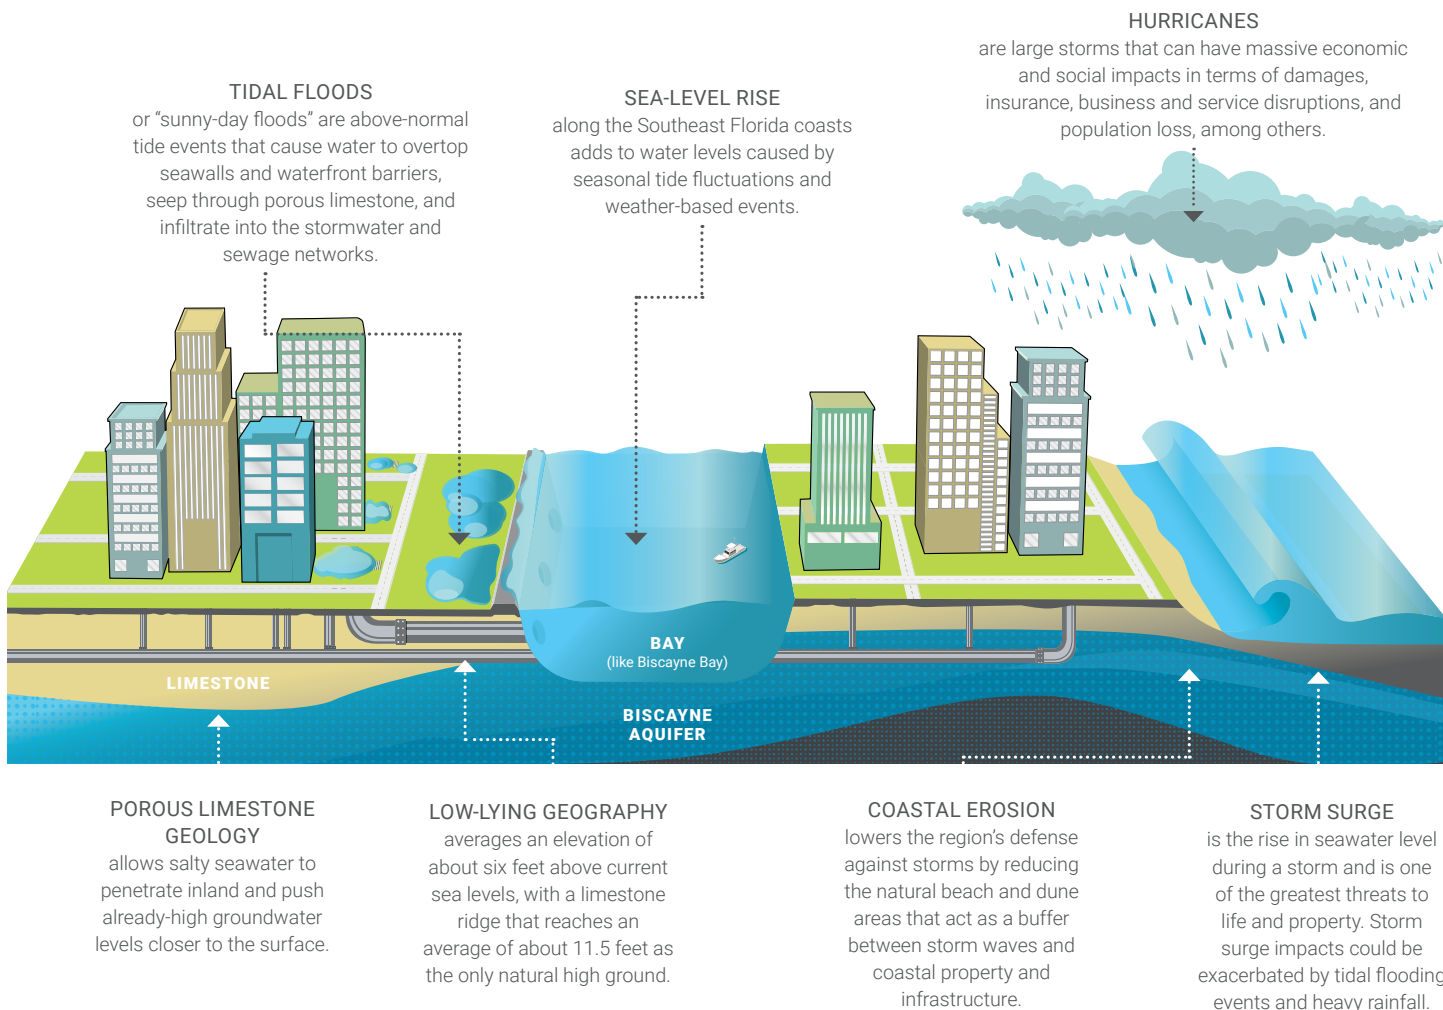 HURRICANES
are large storms that can have massive economic
and social impacts in terms of damages,
insurance, business and service disruptions, and
population loss, among others.
TIDAL FLOODS
or “sunny-day floods” are above-normal
tide events that cause water to overtop
seawalls and waterfront barriers,
seep through porous limestone, and
infiltrate into the stormwater and
sewage networks.
SEA-LEVEL RISE
along the Southeast Florida coasts
adds to water levels caused by
seasonal tide fluctuations and
weather-based events.
BAY
(like Biscayne Bay)
LIMESTONE
BISCAYNE
AQUIFER
POROUS LIMESTONE
GEOLOGY
allows salty seawater to
penetrate inland and push
already-high groundwater
levels closer to the surface.
LOW-LYING GEOGRAPHY
averages an elevation of
about six feet above current
sea levels, with a limestone
ridge that reaches an
average of about 11.5 feet as
the only natural high ground.
COASTAL EROSION
lowers the region’s defense
against storms by reducing
the natural beach and dune
areas that act as a buffer
between storm waves and
coastal property and
infrastructure.
STORM SURGE
is the rise in seawater level
during a storm and is one
of the greatest threats to
life and property. Storm
surge impacts could be
exacerbated by tidal flooding
events and heavy rainfall.